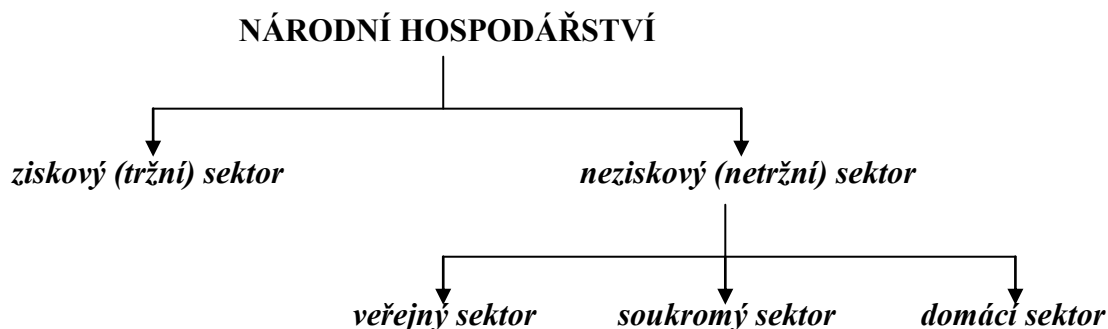 NÁRODNÍ HOSPODÁŘSTVÍ
ziskový (tržní) sektor neziskový (netržní) sektor
veřejný sektor soukromý sektor domácí sektor